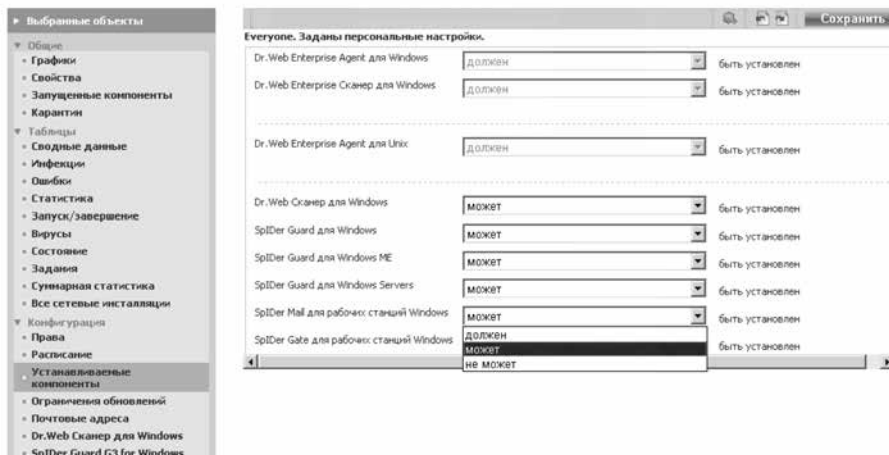 Выбранные объекты
Общие
Графики
Свойства
Запущенные компоненты
Карантин
Таблицы
Сводные данные
Инфекции
Ошибки
Статистика
Запуск/завершение
Вирусы
Состояние
Задания
Суммарная статистика
Все сетевые инсталляции
Конфигурация
Права
Расписание
Устанавливаемые
компоненты
Ограничения обновлений
Почтовые адреса
Dr.Web Сканер для Windows
SpIDer Guard G3 for Windows
Сохранить
Everyone. Заданы персональные настройки.
Dr.Web Enterprise Agent для Windows должен быть установлен
Dr.Web Enterprise Сканер для Windows должен быть установлен
Dr.Web Enterprise Agent для Unix должен быть установлен
Dr.Web Сканер для Windows может быть установлен
SpIDer Guard для Windows может быть установлен
SpIDer Guard для Windows ME может быть установлен
SpIDer Guard для Windows Servers может быть установлен
SpIDer Mail для рабочих станций Windows может быть установлен
SpIDer Gate для рабочих станций Windows быть установлен
должен
может
не может